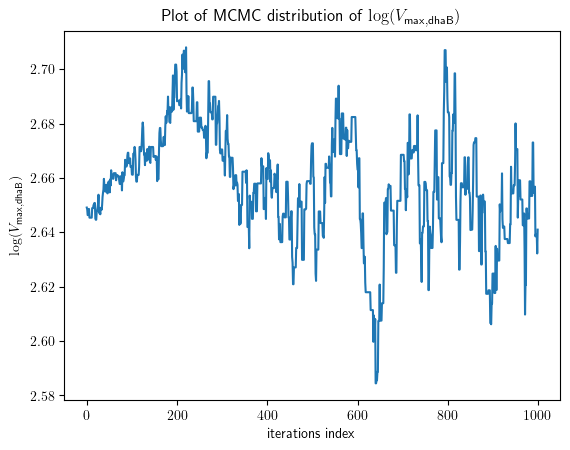 Plot of MCMC distribution of log(V_max,dhaB)
log(V_max,dhaB)
2.70
2.68
2.66
2.64
2.62
2.60
2.58
0 200 400 600 800 1000
iterations index